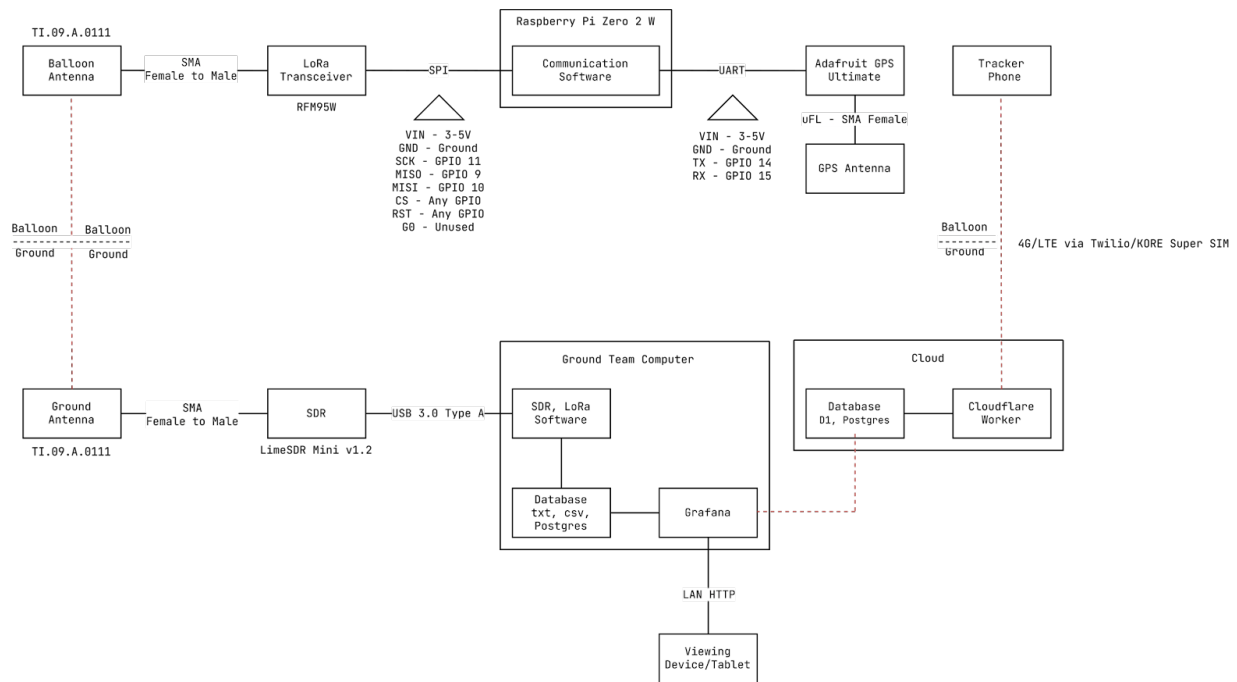 TI.09.A.0111
Balloon
Antenna
SMA
Female to Male
LoRa
Transceiver
RFM95W
SPI
VIN - 3-5V
GND - Ground
SCK - GPIO 11
MISO - GPIO 9
MISI - GPIO 10
CS - Any GPIO
RST - Any GPIO
G0 - Unused
Raspberry Pi Zero 2 W
Communication
Software
UART
VIN - 3-5V
GND - Ground
TX - GPIO 14
RX - GPIO 15
Adafruit GPS
Ultimate
uFL - SMA Female
GPS Antenna
Tracker
Phone
Balloon Balloon
Ground Ground
Balloon
Ground
4G/LTE via Twilio/KORE Super SIM
Ground
Antenna
TI.09.A.0111
SMA
Female to Male
SDR
LimeSDR Mini v1.2
USB 3.0 Type A
Ground Team Computer
SDR, LoRa
Software
Database
txt, csv,
Postgres
Grafana
Cloud
Database
D1, Postgres
Cloudflare
Worker
LAN HTTP
Viewing
Device/Tablet